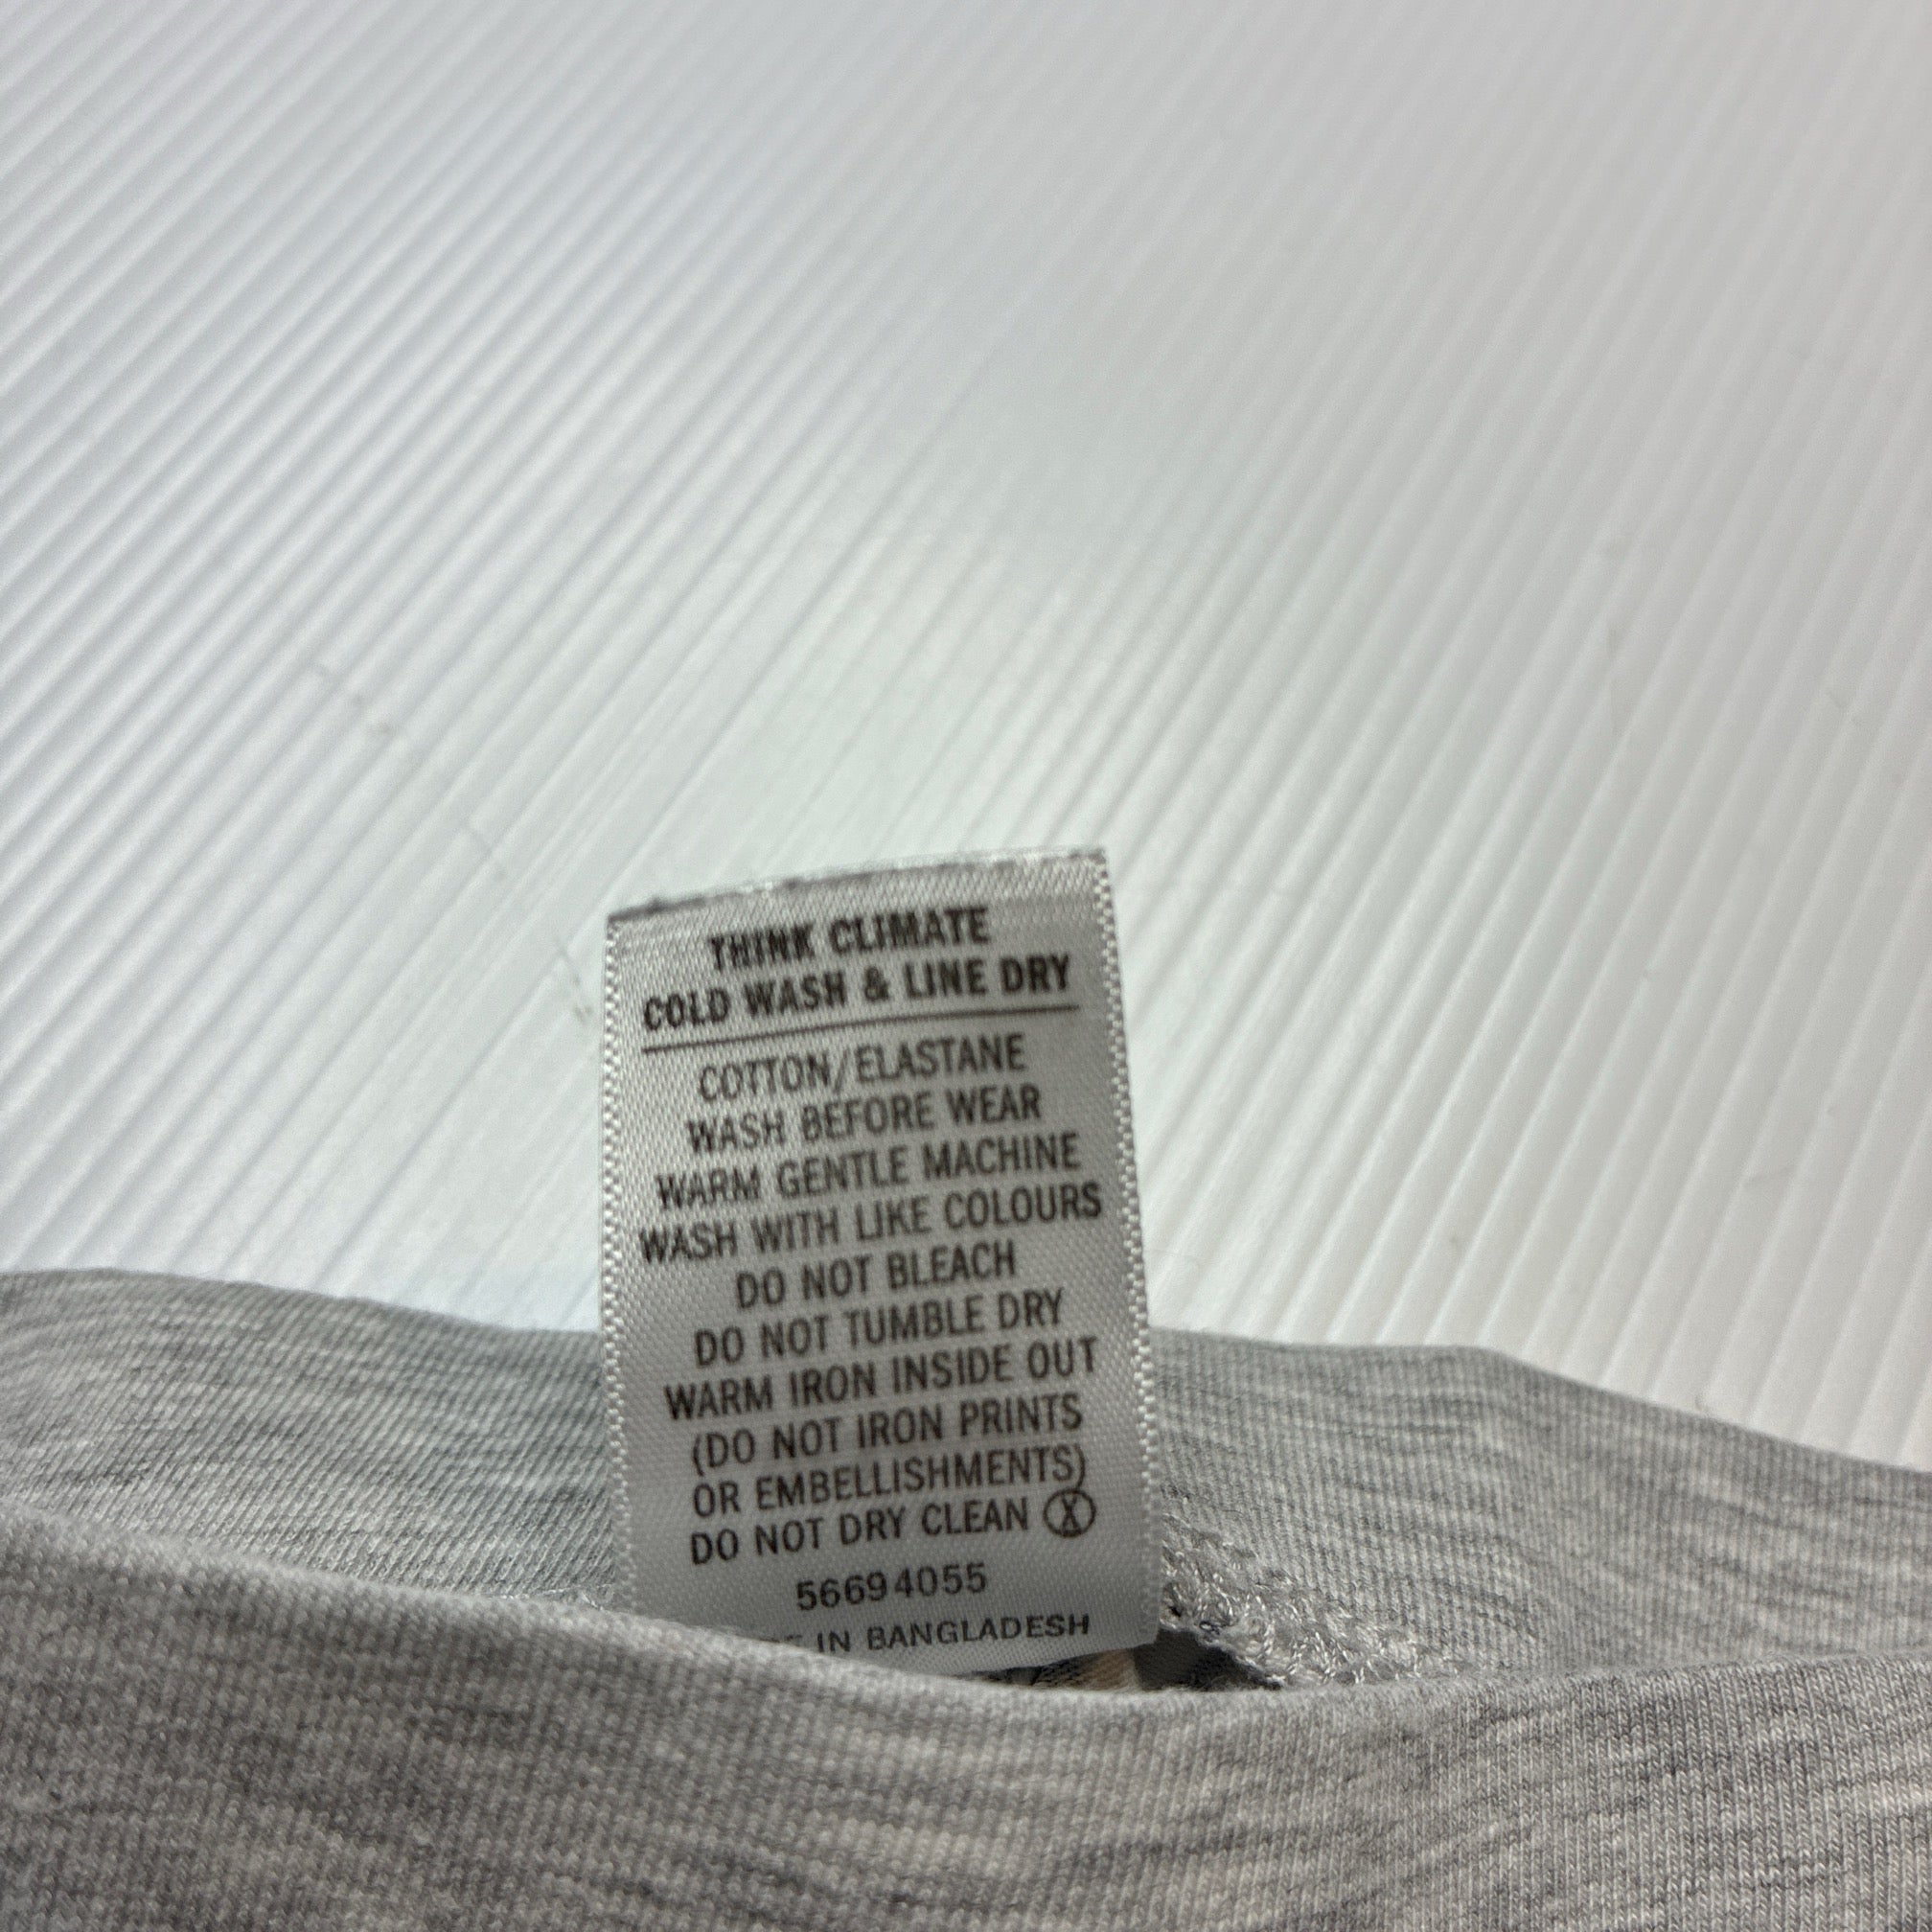 THINK CLIMATE
COLD WASH & LINE DRY
COTTON/ELASTANE
WASH BEFORE WEAR
WARM GENTLE MACHINE
WASH WITH LIKE COLOURS
DO NOT BLEACH
DO NOT TUMBLE DRY
WARM IRON INSIDE OUT
(DO NOT IRON PRINTS
OR EMBELLISHMENTS)
DO NOT DRY CLEAN Ⓧ
56694055
IN BANGLADESH